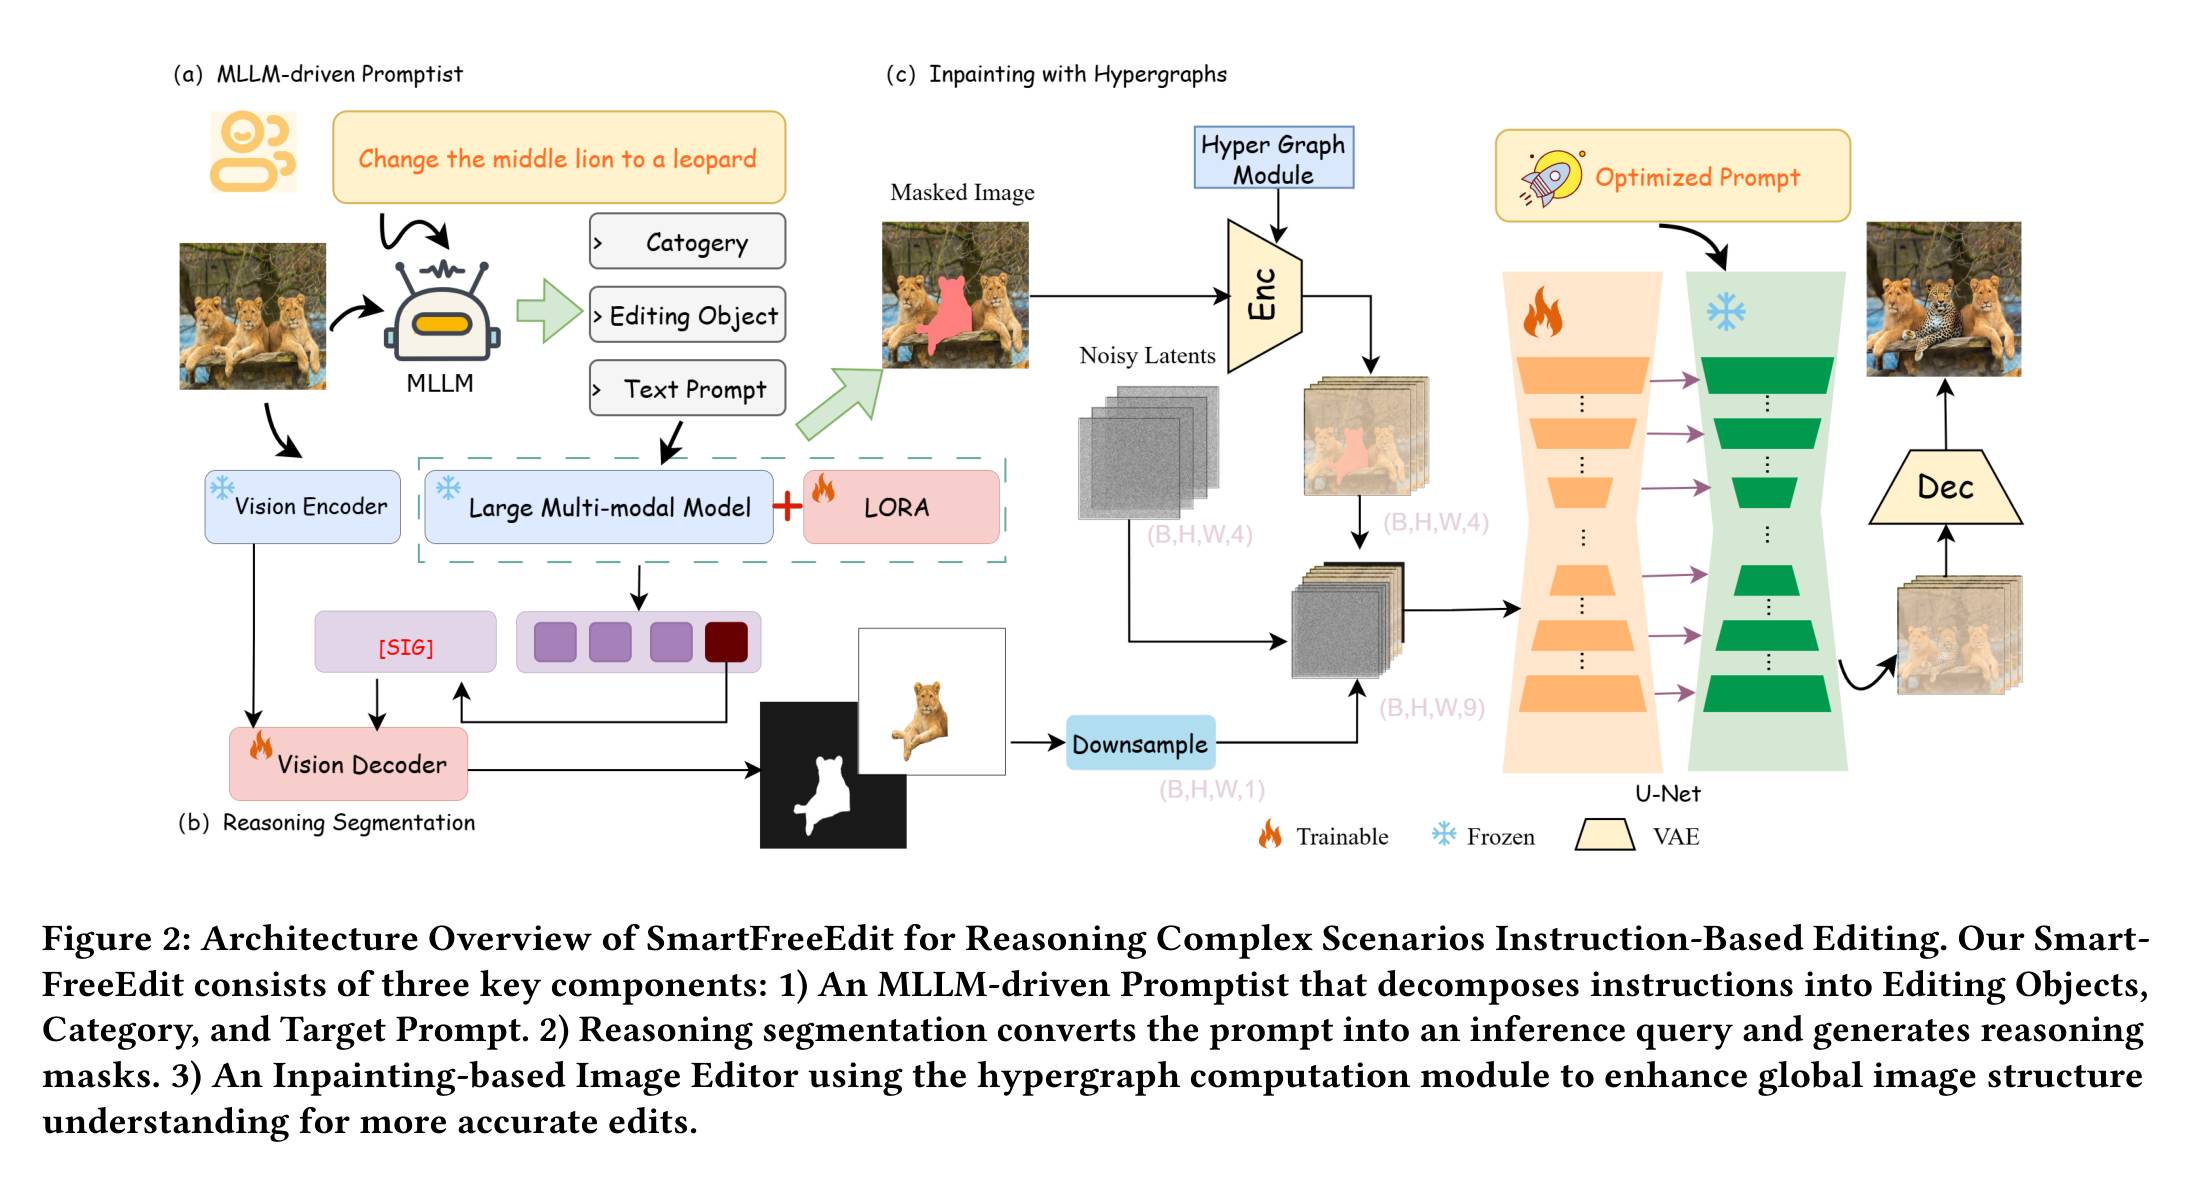 (a) MLLM-driven Promptist
Change the middle lion to a leopard
MLLM
> Catogery
> Editing Object
> Text Prompt
Vision Encoder
Large Multi-modal Model
+
LORA
[SIG]
Vision Decoder
(b) Reasoning Segmentation
(c) Inpainting with Hypergraphs
Masked Image
Hyper Graph
Module
Enc
Noisy Latents
(B,H,W,4)
(B,H,W,4)
(B,H,W,9)
Downsample
(B,H,W,1)
Optimized Prompt
U-Net
Dec
Trainable
Frozen
VAE
Figure 2: Architecture Overview of SmartFreeEdit for Reasoning Complex Scenarios Instruction-Based Editing. Our Smart-
FreeEdit consists of three key components: 1) An MLLM-driven Promptist that decomposes instructions into Editing Objects,
Category, and Target Prompt. 2) Reasoning segmentation converts the prompt into an inference query and generates reasoning
masks. 3) An Inpainting-based Image Editor using the hypergraph computation module to enhance global image structure
understanding for more accurate edits.